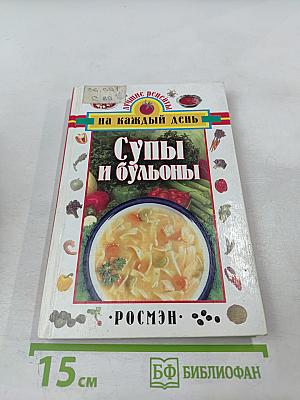 лучшие рецепты
на каждый день
Супы
и бульоны
·РОСМЭН·
15 см
БФ БИБЛИОФАН